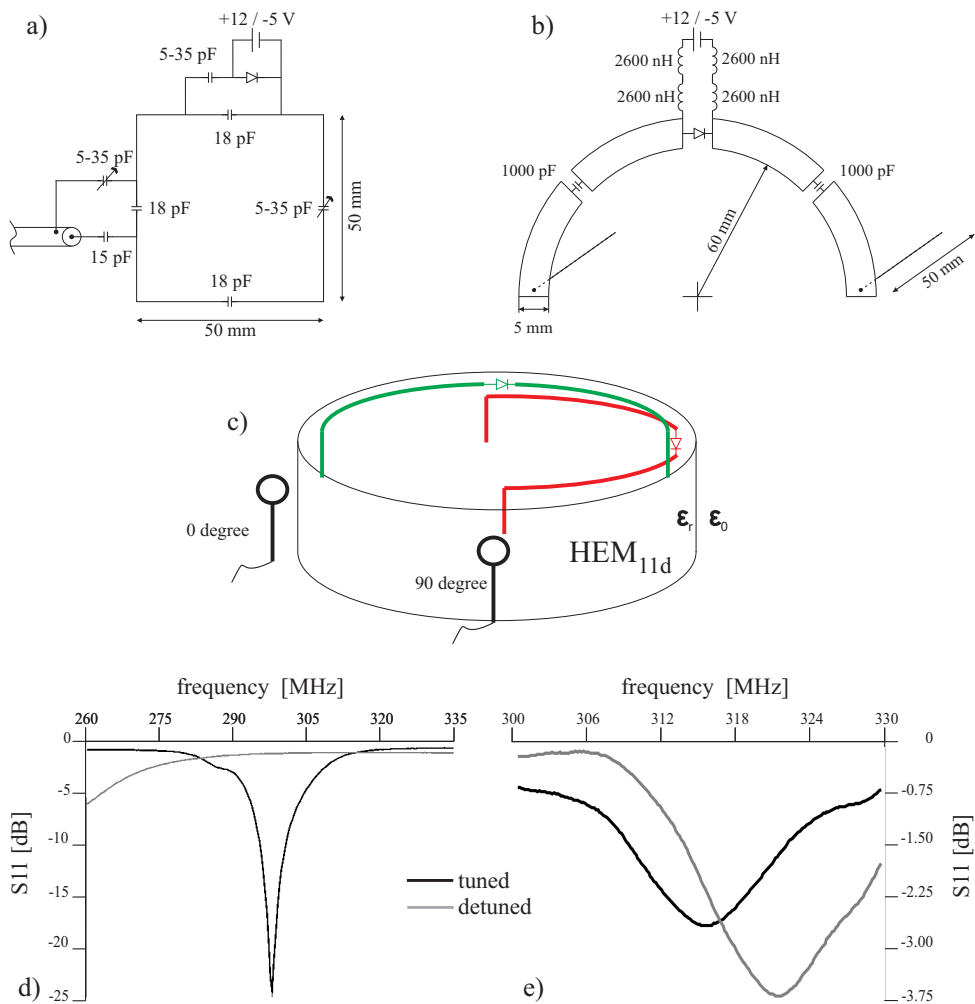 a)
+12 / -5 V
5-35 pF
18 pF
5-35 pF
18 pF
5-35 pF
50 mm
15 pF
18 pF
50 mm
b)
+12 / -5 V
2600 nH
2600 nH
2600 nH
2600 nH
1000 pF
1000 pF
60 mm
50 mm
5 mm
c)
0 degree
90 degree
εr ε0
HEM11d
frequency [MHz]
260 275 290 305 320 335
0
-5
-10
-15
-20
-25
S11 [dB]
d)
tuned
detuned
frequency [MHz]
300 306 312 318 324 330
0
-0.75
-1.50
-2.25
-3.00
-3.75
S11 [dB]
e)